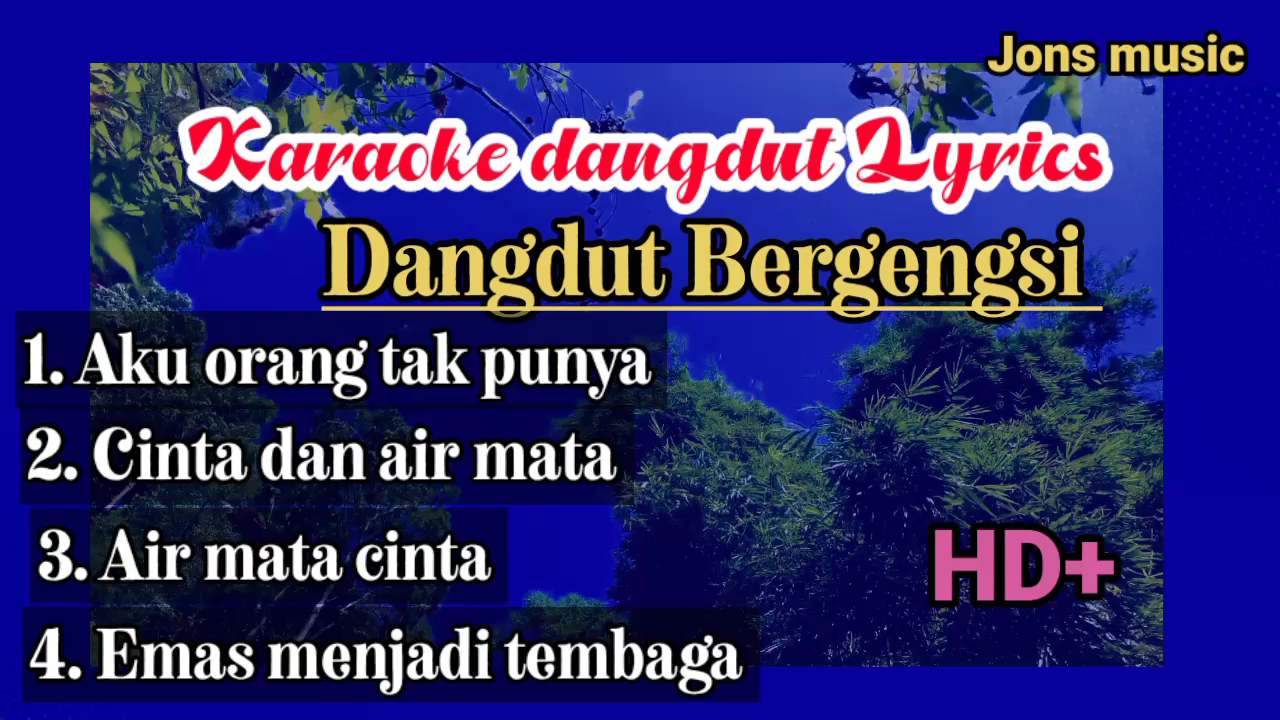 Jons music
Karaoke dangdut Lyrics
Dangdut Bergengsi
1. Aku orang tak punya
2. Cinta dan air mata
3. Air mata cinta
HD+
4. Emas menjadi tembaga